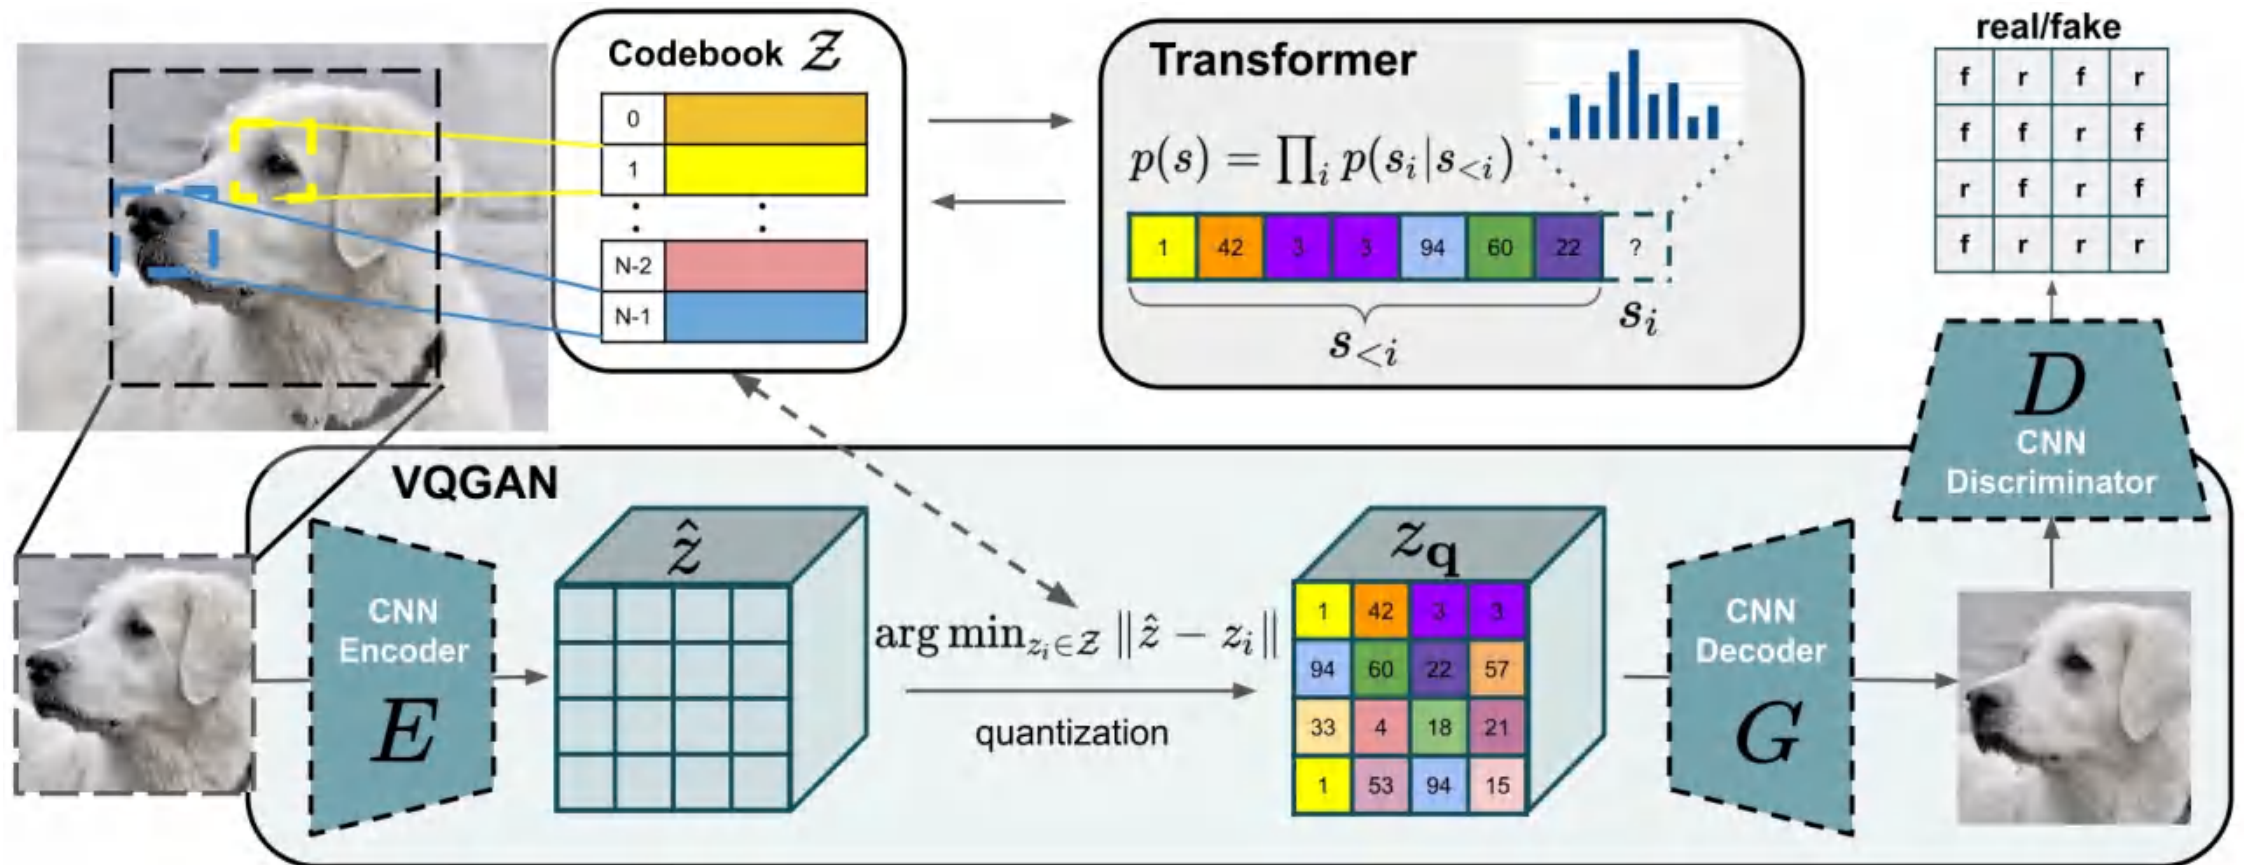 Codebook 𝒵
0
1
⋮ ⋮
N-2
N-1
Transformer
p(s) = ∏ᵢ p(sᵢ|s<ᵢ)
1 42 3 3 94 60 22 ?
s<ᵢ
sᵢ
real/fake
f r f r
f f r f
r f r f
f r r r
D
CNN
Discriminator
VQGAN
CNN
Encoder
E
ẑ
arg min_{zᵢ∈𝒵} ‖ẑ − zᵢ‖
quantization
z_𝐪
1 42 3 3
94 60 22 57
33 4 18 21
1 53 94 15
CNN
Decoder
G